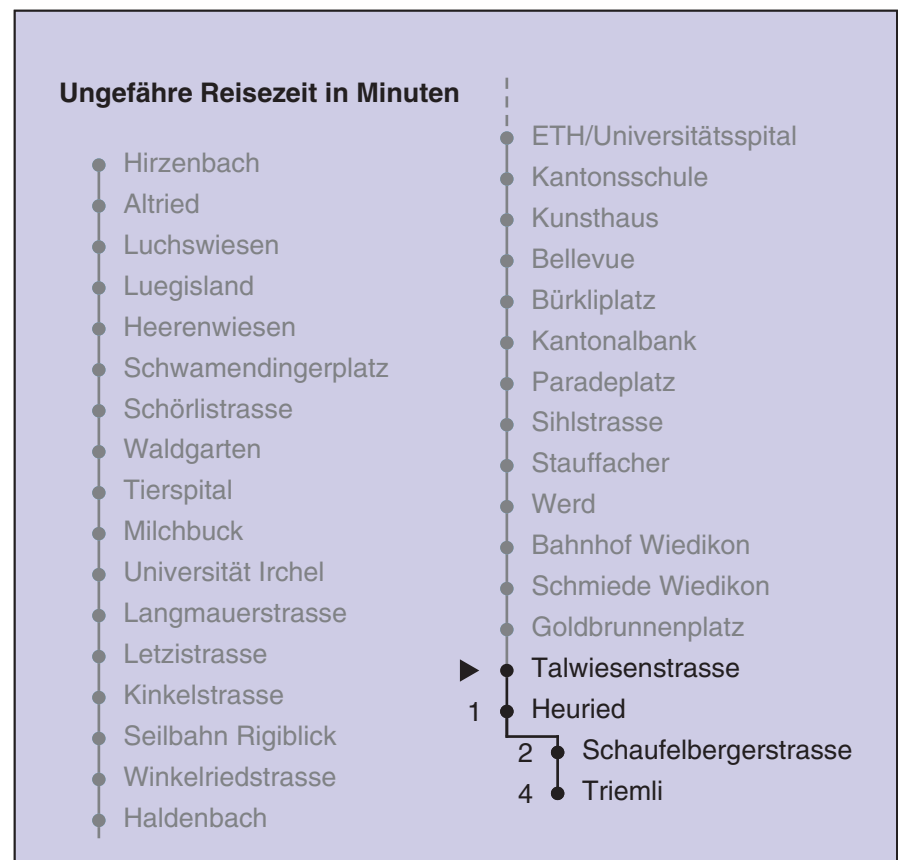 Ungefähre Reisezeit in Minuten
Hirzenbach
Altried
Luchswiesen
Luegisland
Heerenwiesen
Schwamendingerplatz
Schörlistrasse
Waldgarten
Tierspital
Milchbuck
Universität Irchel
Langmauerstrasse
Letzistrasse
Kinkelstrasse
Seilbahn Rigiblick
Winkelriedstrasse
Haldenbach
ETH/Universitätsspital
Kantonsschule
Kunsthaus
Bellevue
Bürkliplatz
Kantonalbank
Paradeplatz
Sihlstrasse
Stauffacher
Werd
Bahnhof Wiedikon
Schmiede Wiedikon
Goldbrunnenplatz
Talwiesenstrasse
1 Heuried
2 Schaufelbergerstrasse
4 Triemli